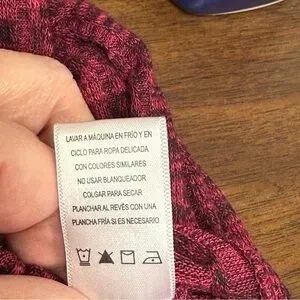 LAVAR A MÁQUINA EN FRÍO Y EN
CICLO PARA ROPA DELICADA
CON COLORES SIMILARES
NO USAR BLANQUEADOR
COLGAR PARA SECAR
PLANCHAR AL REVÉS CON UNA
PLANCHA FRÍA SI ES NECESARIO